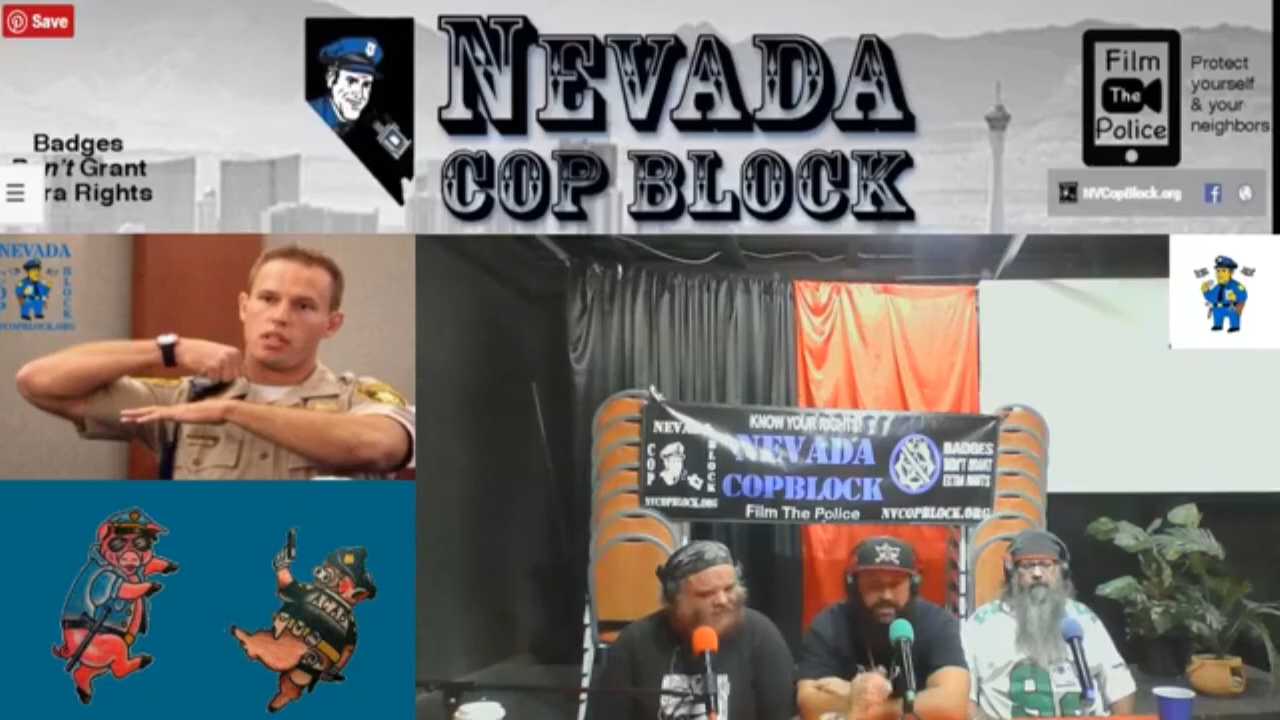 Save
NEVADA
COP BLOCK
Badges
Grant
Rights
Film
The
Police
Protect
yourself
& your
neighbors
NVCopBlock.org
NEVADA
COP
BLOCK
KNOW YOUR RIGHTS!
NEVADA
COPBLOCK
Film The Police
COP
BLOCK
NVCOPBLOCK.ORG
BADGES
DON'T GRANT
EXTRA RIGHTS
NVCOPBLOCK.ORG